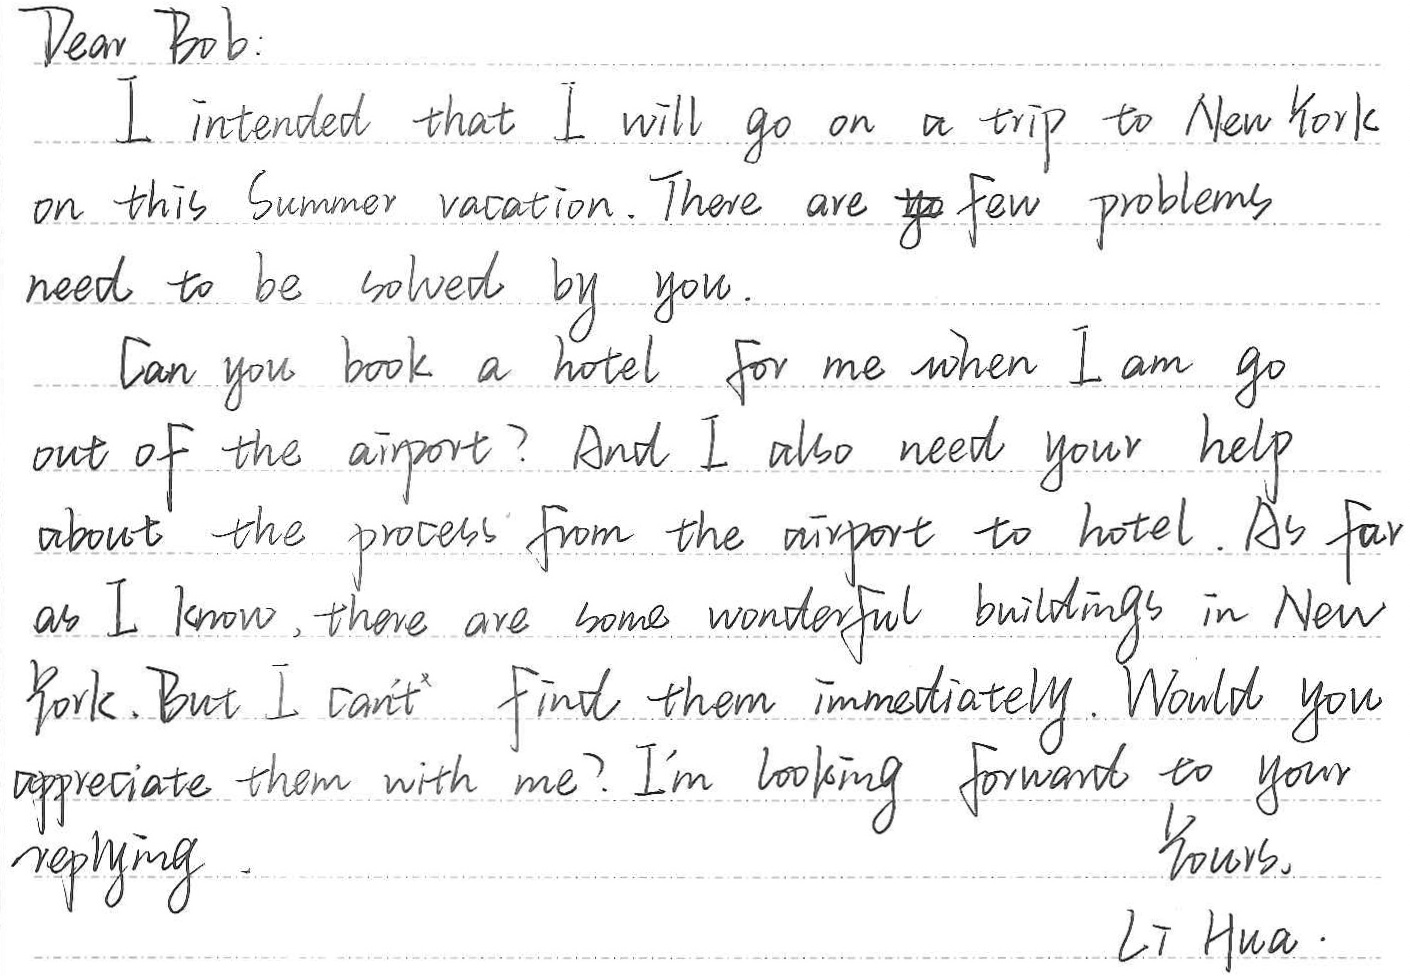 Dear Bob:
I intended that I will go on a trip to New York
on this Summer vacation. There are few problems
need to be solved by you.
Can you book a hotel for me when I am go
out of the airport? And I also need your help
about the process from the airport to hotel. As far
as I know, there are some wonderful buildings in New
York. But I can't find them immediately. Would you
appreciate them with me? I'm looking forward to your
replying.
Yours,
Li Hua.